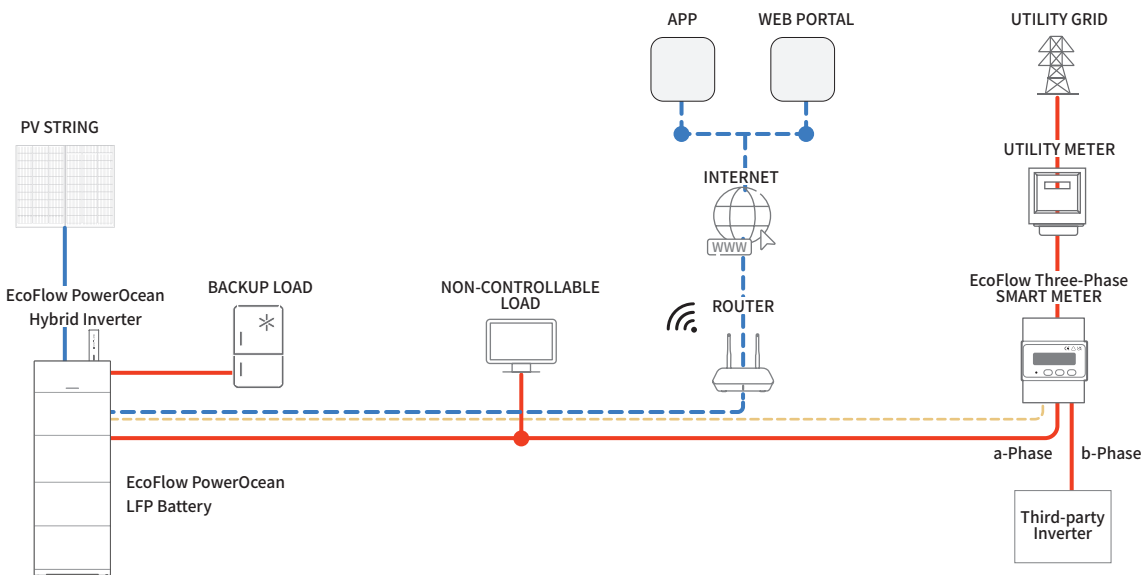 APP
WEB PORTAL
UTILITY GRID
PV STRING
UTILITY METER
INTERNET
WWW
EcoFlow Three-Phase
SMART METER
EcoFlow PowerOcean
Hybrid Inverter
BACKUP LOAD
NON-CONTROLLABLE
LOAD
ROUTER
a-Phase
b-Phase
EcoFlow PowerOcean
LFP Battery
Third-party
Inverter